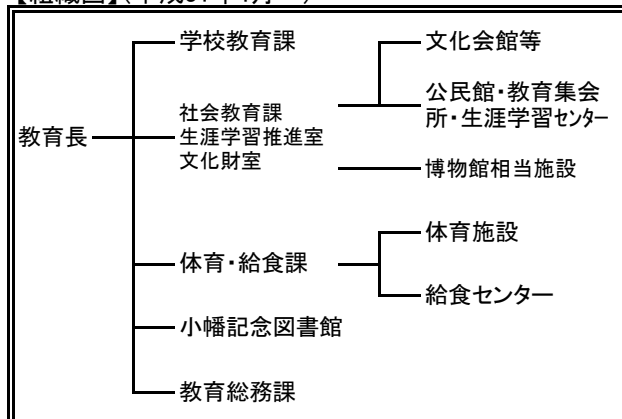 教育長
学校教育課
社会教育課
生涯学習推進室
文化財室
体育・給食課
小幡記念図書館
教育総務課
文化会館等
公民館・教育集会
所・生涯学習センター
博物館相当施設
体育施設
給食センター